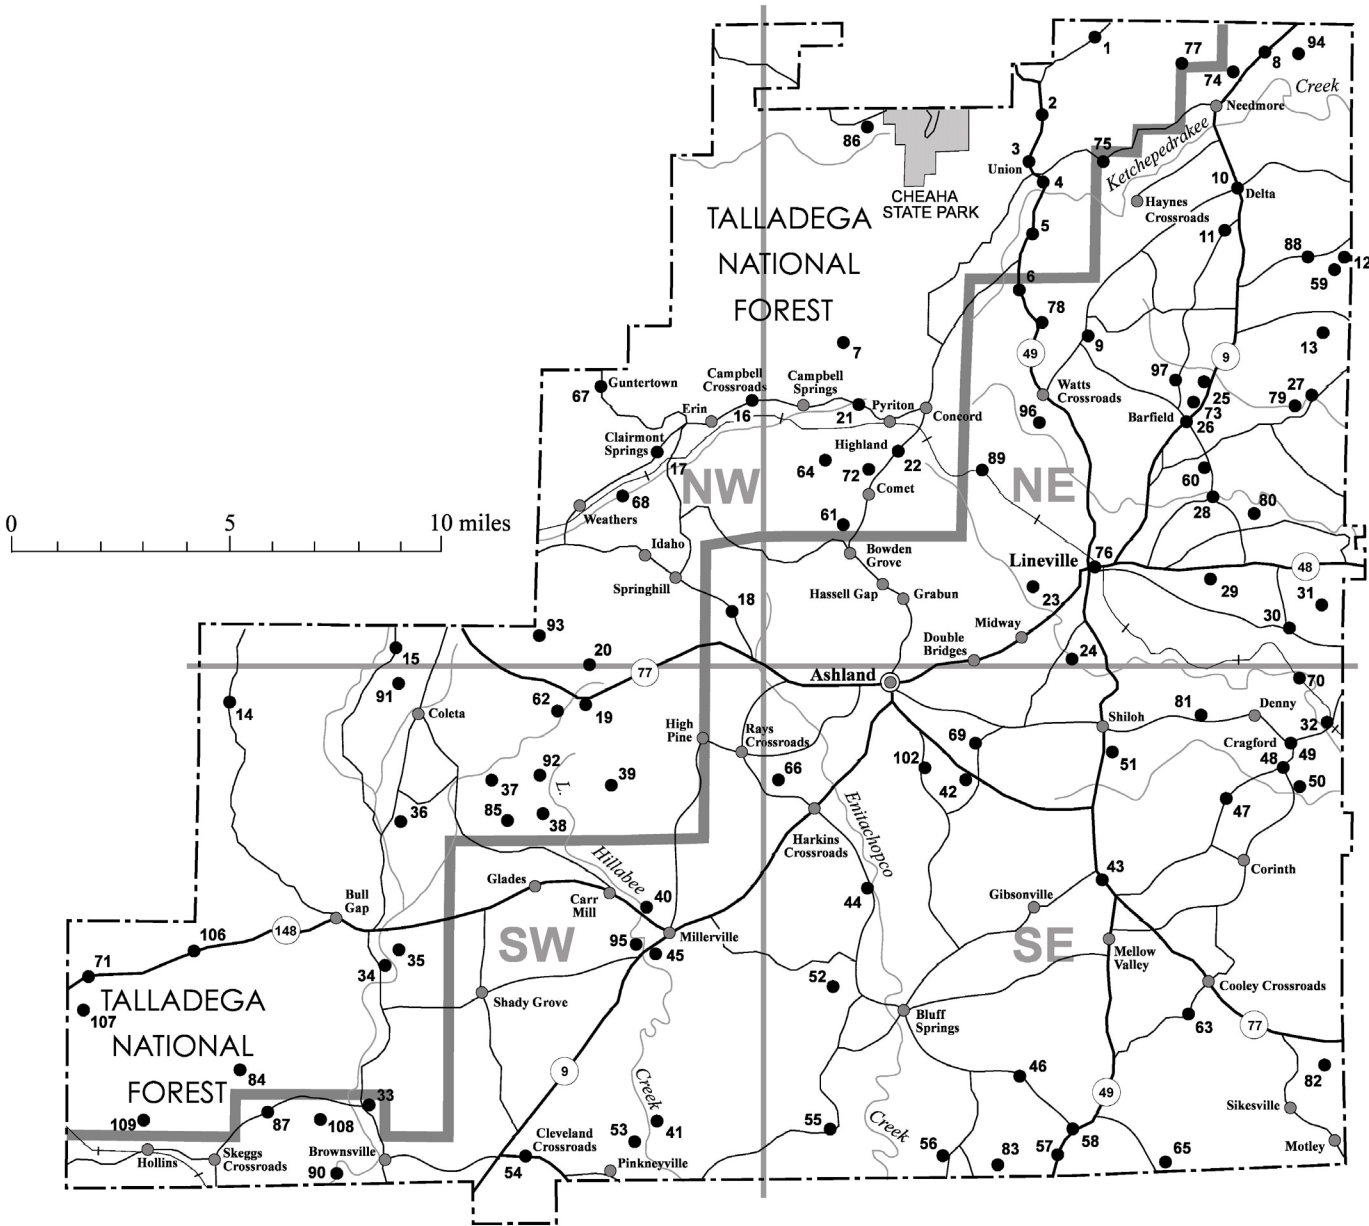 1
77
94
8
74
Creek
2
Needmore
86
3
75
Ketchepedrakee
Union
4
CHEAHA
STATE PARK
10
Delta
Haynes
Crossroads
TALLADEGA
NATIONAL
FOREST
5
11
88
12
59
6
78
7
49
9
9
13
67
Guntertown
Campbell
Crossroads
Campbell
Springs
Watts
Crossroads
97
25
27
79
73
Erin
16
21
Pyriton
Concord
96
Barfield
26
Clairmont
Springs
17
Highland
22
64
72
89
NW
NE
Comet
60
68
28
80
Weathers
61
0
5
10 miles
Idaho
Bowden
Grove
Lineville
76
48
Springhill
Hassell Gap
Grabun
23
29
31
18
30
Midway
93
Double
Bridges
15
20
24
77
Ashland
70
91
62
19
14
Coleta
81
Denny
32
High
Pine
Rays
Crossroads
Shiloh
69
Cragford
49
92
51
48
37
L.
39
66
102
42
50
85
38
36
47
Enitachopco
Harkins
Crossroads
Hillabee
Corinth
43
Glades
Carr
Mill
40
44
Gibsonville
Bull
Gap
148
106
95
Millerville
SW
SE
Mellow
Valley
35
45
71
34
52
Cooley Crossroads
TALLADEGA
NATIONAL
FOREST
107
Shady Grove
Bluff
Springs
63
77
9
46
82
84
Creek
49
33
Sikesville
109
87
108
53
41
55
Creek
Hollins
Skeggs
Crossroads
Brownsville
Cleveland
Crossroads
56
57
58
Motley
90
54
Pinkneyville
83
65